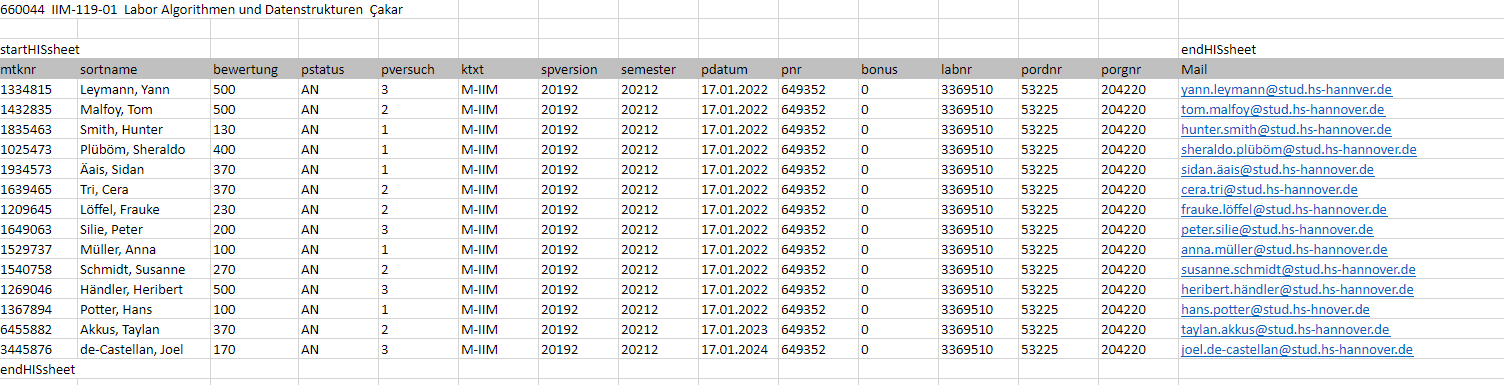 660044 IIM-119-01 Labor Algorithmen und Datenstrukturen Çakar
startHISsheet endHISsheet
mtknr sortname bewertung pstatus pversuch ktxt spversion semester pdatum pnr bonus labnr pordnr porgnr Mail
1334815 Leymann, Yann 500 AN 3 M-IIM 20192 20212 17.01.2022 649352 0 3369510 53225 204220 yann.leymann@stud.hs-hannver.de
1432835 Malfoy, Tom 500 AN 2 M-IIM 20192 20212 17.01.2022 649352 0 3369510 53225 204220 tom.malfoy@stud.hs-hannover.de
1835463 Smith, Hunter 130 AN 1 M-IIM 20192 20212 17.01.2022 649352 0 3369510 53225 204220 hunter.smith@stud.hs-hannover.de
1025473 Plüböm, Sheraldo 400 AN 1 M-IIM 20192 20212 17.01.2022 649352 0 3369510 53225 204220 sheraldo.plüböm@stud.hs-hannover.de
1934573 Äais, Sidan 370 AN 1 M-IIM 20192 20212 17.01.2022 649352 0 3369510 53225 204220 sidan.äais@stud.hs-hannover.de
1639465 Tri, Cera 370 AN 2 M-IIM 20192 20212 17.01.2022 649352 0 3369510 53225 204220 cera.tri@stud.hs-hannover.de
1209645 Löffel, Frauke 230 AN 2 M-IIM 20192 20212 17.01.2022 649352 0 3369510 53225 204220 frauke.löffel@stud.hs-hannover.de
1649063 Silie, Peter 200 AN 3 M-IIM 20192 20212 17.01.2022 649352 0 3369510 53225 204220 peter.silie@stud.hs-hannover.de
1529737 Müller, Anna 100 AN 1 M-IIM 20192 20212 17.01.2022 649352 0 3369510 53225 204220 anna.müller@stud.hs-hannover.de
1540758 Schmidt, Susanne 270 AN 2 M-IIM 20192 20212 17.01.2022 649352 0 3369510 53225 204220 susanne.schmidt@stud.hs-hannover.de
1269046 Händler, Heribert 500 AN 3 M-IIM 20192 20212 17.01.2022 649352 0 3369510 53225 204220 heribert.händler@stud.hs-hannover.de
1367894 Potter, Hans 100 AN 1 M-IIM 20192 20212 17.01.2022 649352 0 3369510 53225 204220 hans.potter@stud.hs-hnover.de
6455882 Akkus, Taylan 370 AN 2 M-IIM 20192 20212 17.01.2023 649352 0 3369510 53225 204220 taylan.akkus@stud.hs-hannover.de
3445876 de-Castellan, Joel 170 AN 3 M-IIM 20192 20212 17.01.2024 649352 0 3369510 53225 204220 joel.de-castellan@stud.hs-hannover.de
endHISsheet